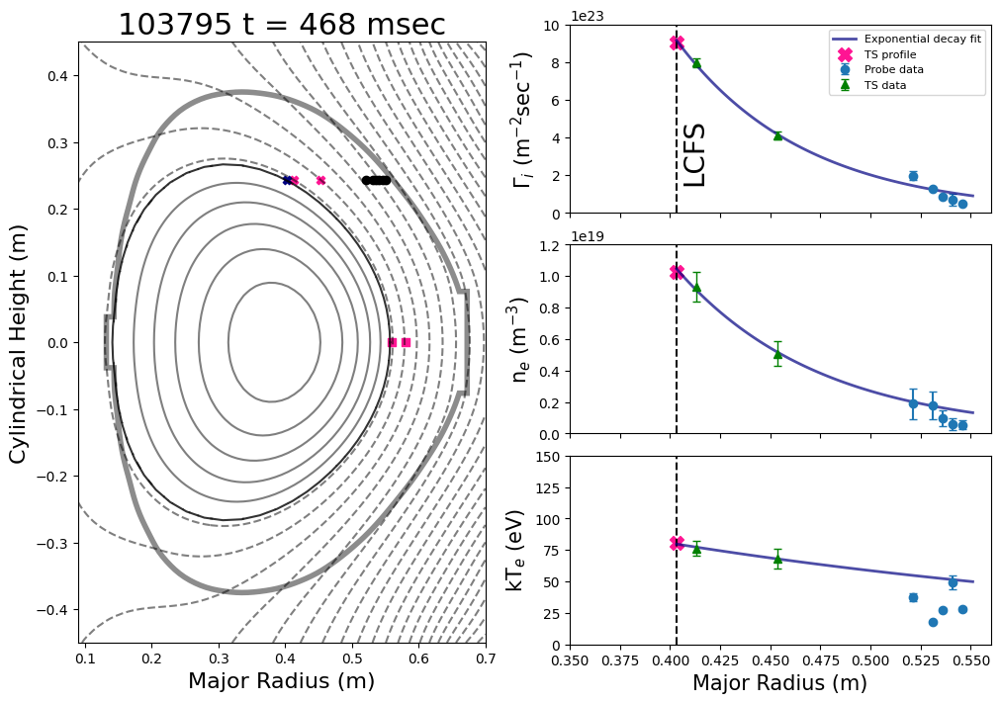 103795 t = 468 msec
Cylindrical Height (m)
0.4
0.3
0.2
0.1
0.0
−0.1
−0.2
−0.3
−0.4
0.1 0.2 0.3 0.4 0.5 0.6 0.7
Major Radius (m)
1e23
Γᵢ (m⁻²sec⁻¹)
10
8
6
4
2
0
LCFS
Exponential decay fit
TS profile
Probe data
TS data
1e19
nₑ (m⁻³)
1.2
1.0
0.8
0.6
0.4
0.2
0.0
kTₑ (eV)
150
125
100
75
50
25
0
0.350 0.375 0.400 0.425 0.450 0.475 0.500 0.525 0.550
Major Radius (m)